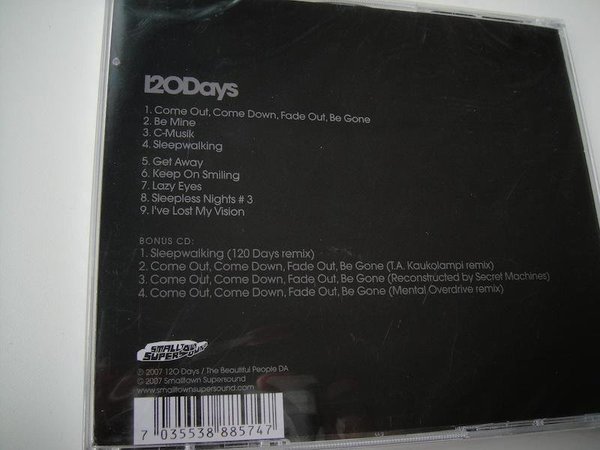 120Days
1. Come Out, Come Down, Fade Out, Be Gone
2. Be Mine
3. C-Musik
4. Sleepwalking
5. Get Away
6. Keep On Smiling
7. Lazy Eyes
8. Sleepless Nights # 3
9. I've Lost My Vision
BONUS CD:
1. Sleepwalking (120 Days remix)
2. Come Out, Come Down, Fade Out, Be Gone (T.A. Kaukolampi remix)
3. Come Out, Come Down, Fade Out, Be Gone (Reconstructed by Secret Machines)
4. Come Out, Come Down, Fade Out, Be Gone (Mental Overdrive remix)
SMALLTOWN
SUPERSOUND
℗ 2007 120 Days / The Beautiful People DA
© 2007 Smalltown Supersound
www.smalltownsupersound.com
7 035538 885747